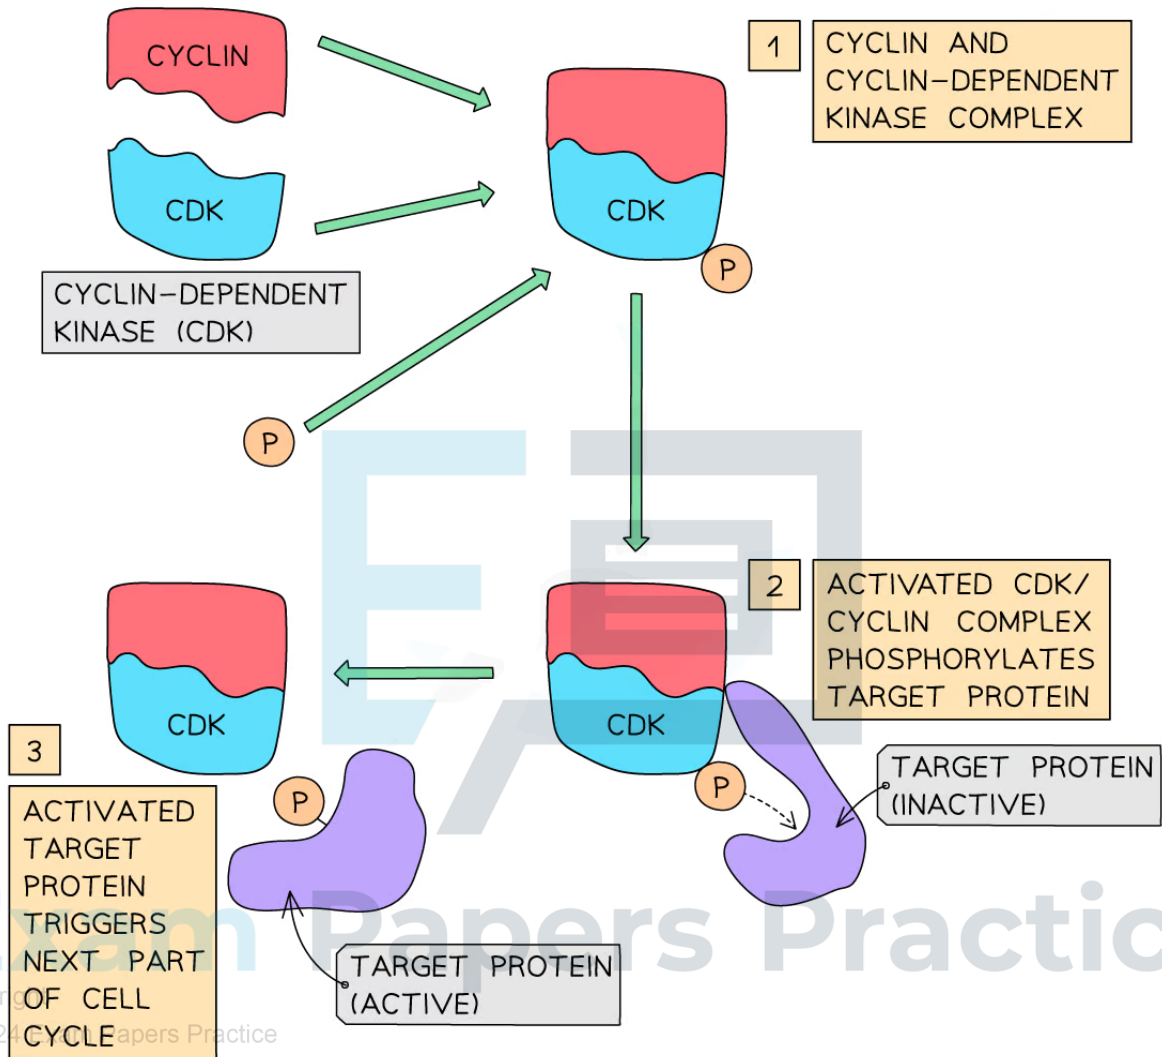 CYCLIN
1
CYCLIN AND
CYCLIN-DEPENDENT
KINASE COMPLEX
CDK
CDK
P
CYCLIN-DEPENDENT
KINASE (CDK)
P
2
ACTIVATED CDK/
CYCLIN COMPLEX
PHOSPHORYLATES
TARGET PROTEIN
CDK
CDK
P
TARGET PROTEIN
(INACTIVE)
3
ACTIVATED
TARGET
PROTEIN
TRIGGERS
NEXT PART
OF CELL
CYCLE
P
TARGET PROTEIN
(ACTIVE)
Papers
Exam Papers Practice